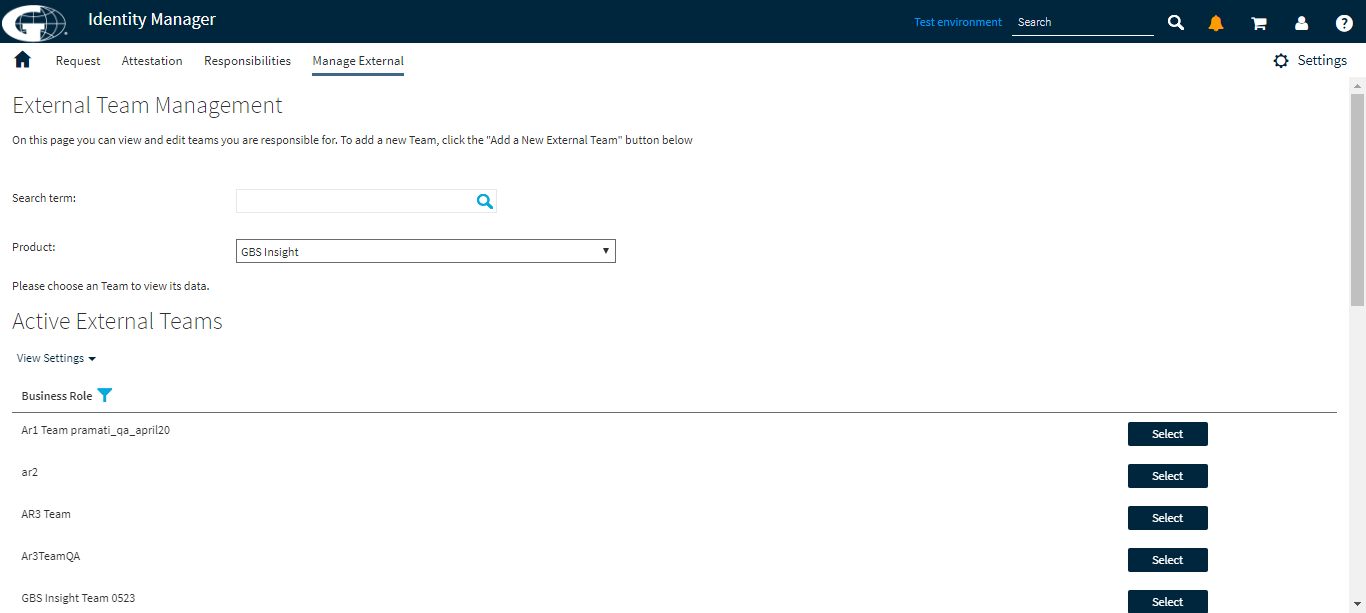 Identity Manager
Test environment
Search
Request
Attestation
Responsibilities
Manage External
Settings
External Team Management
On this page you can view and edit teams you are responsible for. To add a new Team, click the "Add a New External Team" button below
Search term:
Product:
GBS Insight
Please choose an Team to view its data.
Active External Teams
View Settings
Business Role
Ar1 Team pramati_qa_april20
Select
ar2
Select
AR3 Team
Select
Ar3TeamQA
Select
GBS Insight Team 0523
Select